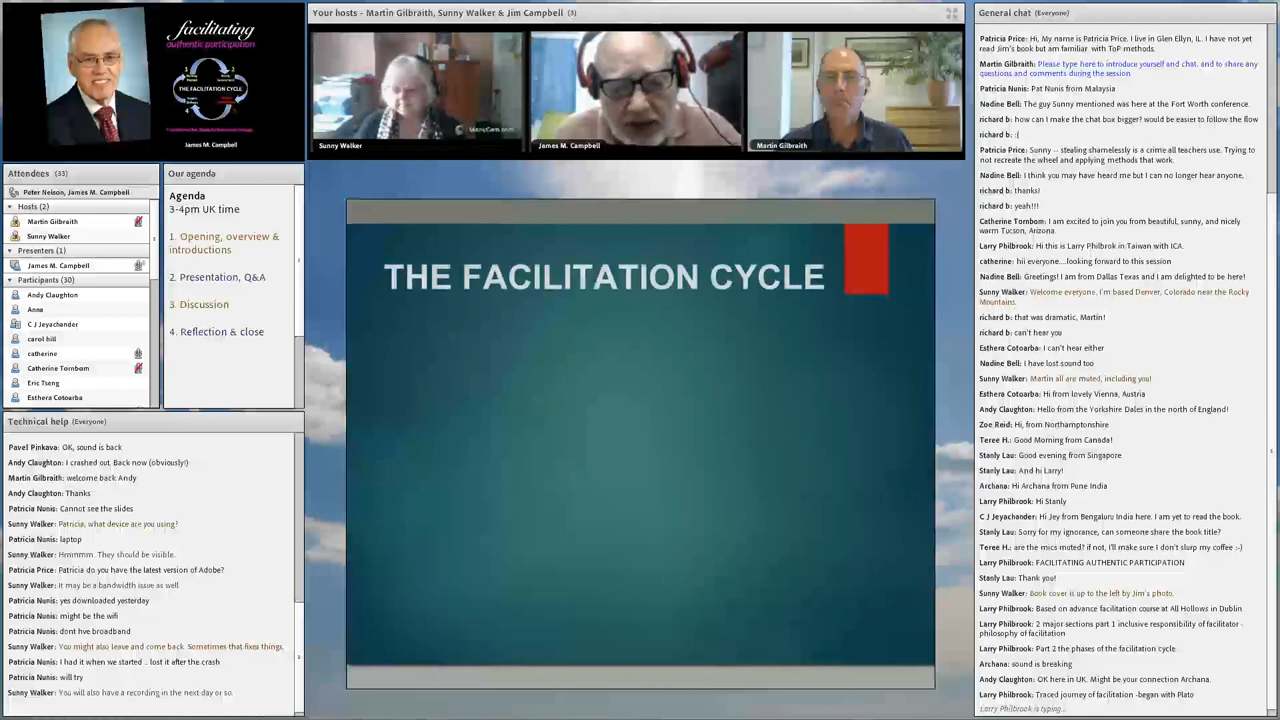 facilitating
authentic participation
THE FACILITATION CYCLE
James M. Campbell
Your hosts - Martin Gilbraith, Sunny Walker & Jim Campbell (3)
Sunny Walker
ManyCam.com
James M. Campbell
Martin Gilbraith
Attendees (33)
Peter Nelson, James M. Campbell
Hosts (2)
Martin Gilbraith
Sunny Walker
Presenters (1)
James M. Campbell
Participants (30)
Andy Claughton
Anna
C J Jeyachander
carol hill
catherine
Catherine Tornbom
Eric Tseng
Esthera Cotoarba
Our agenda
Agenda
3-4pm UK time
1. Opening, overview &
introductions
2. Presentation, Q&A
3. Discussion
4. Reflection & close
Technical help (Everyone)
Pavel Pinkava: OK, sound is back
Andy Claughton: I crashed out. Back now (obviously!)
Martin Gilbraith: welcome back Andy
Andy Claughton: Thanks
Patricia Nunis: Cannot see the slides
Sunny Walker: Patricia, what device are you using?
Patricia Nunis: laptop
Sunny Walker: Hmmmm. They should be visible.
Patricia Price: Patricia do you have the latest version of Adobe?
Sunny Walker: It may be a bandwidth issue as well.
Patricia Nunis: yes downloaded yesterday
Patricia Nunis: might be the wifi
Patricia Nunis: dont hve broadband
Sunny Walker: You might also leave and come back. Sometimes that fixes things.
Patricia Nunis: I had it when we started .. lost it after the crash
Patricia Nunis: will try
Sunny Walker: You will also have a recording in the next day or so.
THE FACILITATION CYCLE
General chat (Everyone)
Patricia Price: Hi, My name is Patricia Price. I live in Glen Ellyn, IL. I have not yet
read Jim's book but am familiar with ToP methods.
Martin Gilbraith: Please type here to introduce yourself and chat, and to share any
questions and comments during the session
Patricia Nunis: Pat Nunis from Malaysia
Nadine Bell: The guy Sunny mentioned was here at the Fort Worth conference.
richard b: how can I make the chat box bigger? would be easier to follow the flow
richard b: :(
Patricia Price: Sunny -- stealing shamelessly is a crime all teachers use. Trying to
not recreate the wheel and applying methods that work.
Nadine Bell: I think you may have heard me but I can no longer hear anyone,
richard b: thanks!
richard b: yeah!!!
Catherine Tornbom: I am excited to join you from beautiful, sunny, and nicely
warm Tucson, Arizona.
Larry Philbrook: Hi this is Larry Philbrok in Taiwan with ICA.
catherine: hii everyone....looking forward to this session
Nadine Bell: Greetings! I am from Dallas Texas and I am delighted to be here!
Sunny Walker: Welcome everyone. I'm based Denver, Colorado near the Rocky
Mountains.
richard b: that was dramatic, Martin!
richard b: can't hear you
Esthera Cotoarba: I can't hear either
Nadine Bell: I have lost sound too
Sunny Walker: Martin all are muted, including you!
Esthera Cotoarba: Hi from lovely Vienna, Austria
Andy Claughton: Hello from the Yorkshire Dales in the north of England!
Zoe Reid: Hi, from Northamptonshire
Teree H.: Good Morning from Canada!
Stanly Lau: Good evening from Singapore
Stanly Lau: And hi Larry!
Archana: Hi Archana from Pune India
Larry Philbrook: Hi Stanly
C J Jeyachander: Hi Jey from Bengaluru India here. I am yet to read the book.
Stanly Lau: Sorry for my ignorance, can someone share the book title?
Teree H.: are the mics muted? if not, I'll make sure I don't slurp my coffee :-)
Larry Philbrook: FACILITATING AUTHENTIC PARTICIPATION
Stanly Lau: Thank you!
Sunny Walker: Book cover is up to the left by Jim's photo.
Larry Philbrook: Based on advance facilitation course at All Hollows in Dublin
Larry Philbrook: 2 major sections part 1 inclusive responsibility of facilitator -
philosophy of facilitation
Larry Philbrook: Part 2 the phases of the facilitation cycle
Archana: sound is breaking
Andy Claughton: OK here in UK. Might be your connection Archana.
Larry Philbrook: Traced journey of facilitation -began with Plato
Larry Philbrook is typing...